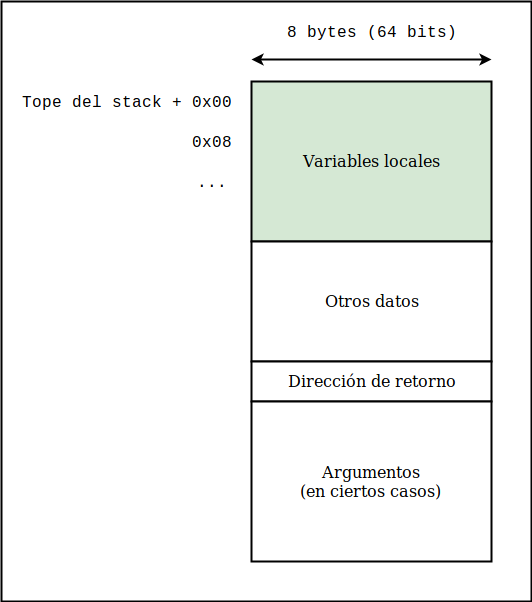 8 bytes (64 bits)
Tope del stack + 0x00
0x08
...
Variables locales
Otros datos
Dirección de retorno
Argumentos
(en ciertos casos)